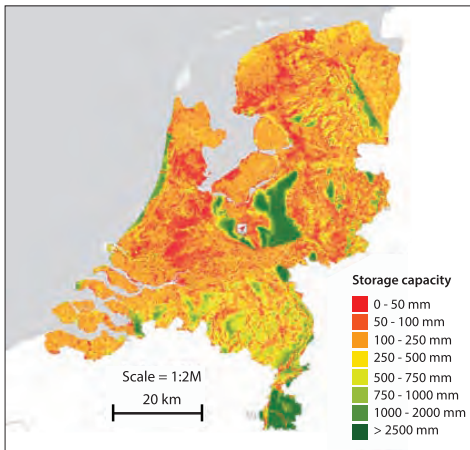 Storage capacity
0 - 50 mm
50 - 100 mm
100 - 250 mm
250 - 500 mm
500 - 750 mm
750 - 1000 mm
1000 - 2000 mm
> 2500 mm
Scale = 1:2M
20 km